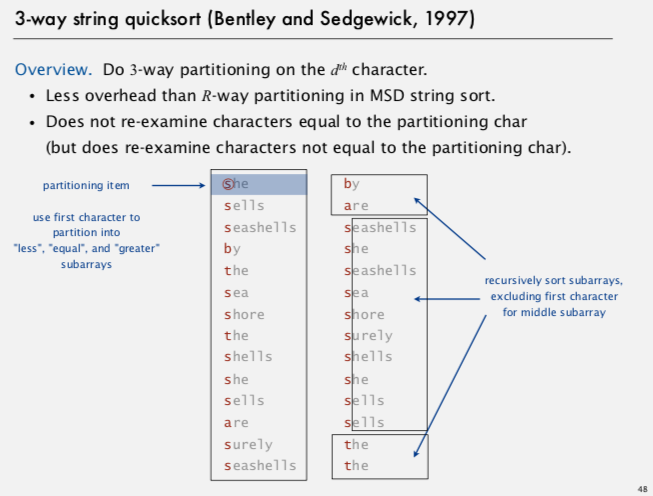 3-way string quicksort (Bentley and Sedgewick, 1997)
Overview. Do 3-way partitioning on the dth character.
• Less overhead than R-way partitioning in MSD string sort.
• Does not re-examine characters equal to the partitioning char
(but does re-examine characters not equal to the partitioning char).
partitioning item
use first character to
partition into
"less", "equal", and "greater"
subarrays
she
sells
seashells
by
the
sea
shore
the
shells
she
sells
are
surely
seashells
by
are
seashells
she
seashells
sea
shore
surely
shells
she
sells
sells
the
the
recursively sort subarrays,
excluding first character
for middle subarray
48